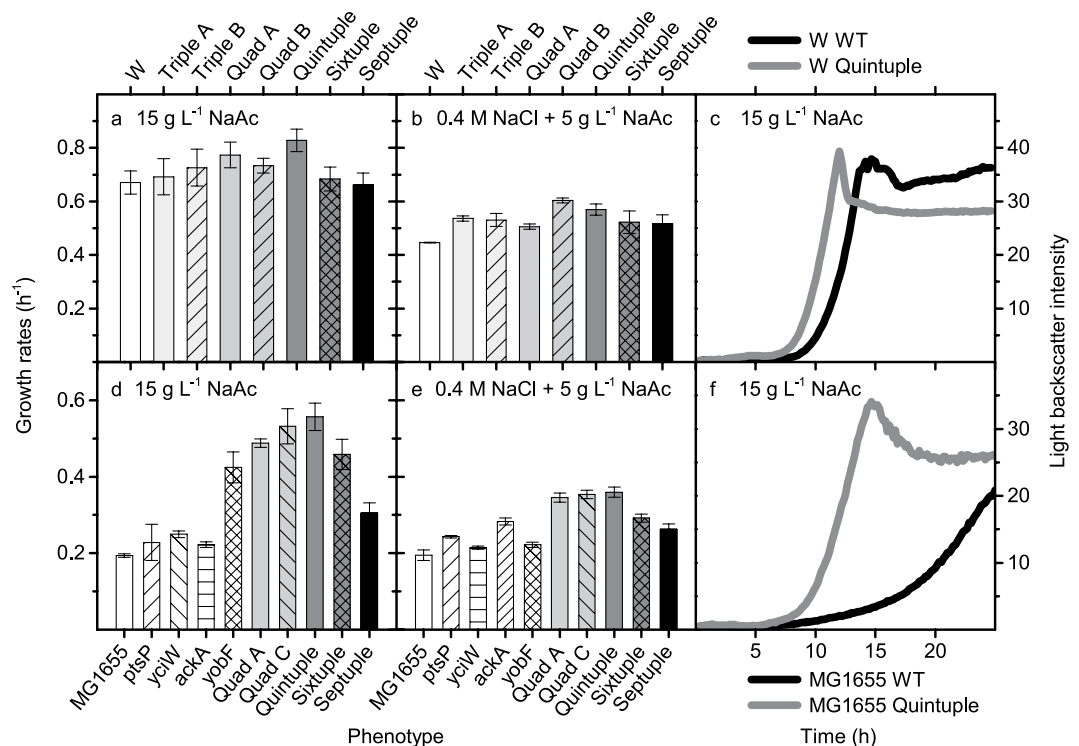 W
Triple A
Triple B
Quad A
Quad B
Quintuple
Sixtuple
Septuple
W
Triple A
Triple B
Quad A
Quad B
Quintuple
Sixtuple
Septuple
W WT
W Quintuple
a 15 g L⁻¹ NaAc
b 0.4 M NaCl + 5 g L⁻¹ NaAc
c 15 g L⁻¹ NaAc
0.8
0.6
0.4
0.2
40
30
20
10
Growth rates (h⁻¹)
Light backscatter intensity
d 15 g L⁻¹ NaAc
e 0.4 M NaCl + 5 g L⁻¹ NaAc
f 15 g L⁻¹ NaAc
0.6
0.4
0.2
30
20
10
5 10 15 20
MG1655
ptsP
yciW
ackA
yobF
Quad A
Quad C
Quintuple
Sixtuple
Septuple
MG1655
ptsP
yciW
ackA
yobF
Quad A
Quad C
Quintuple
Sixtuple
Septuple
MG1655 WT
MG1655 Quintuple
Phenotype
Time (h)